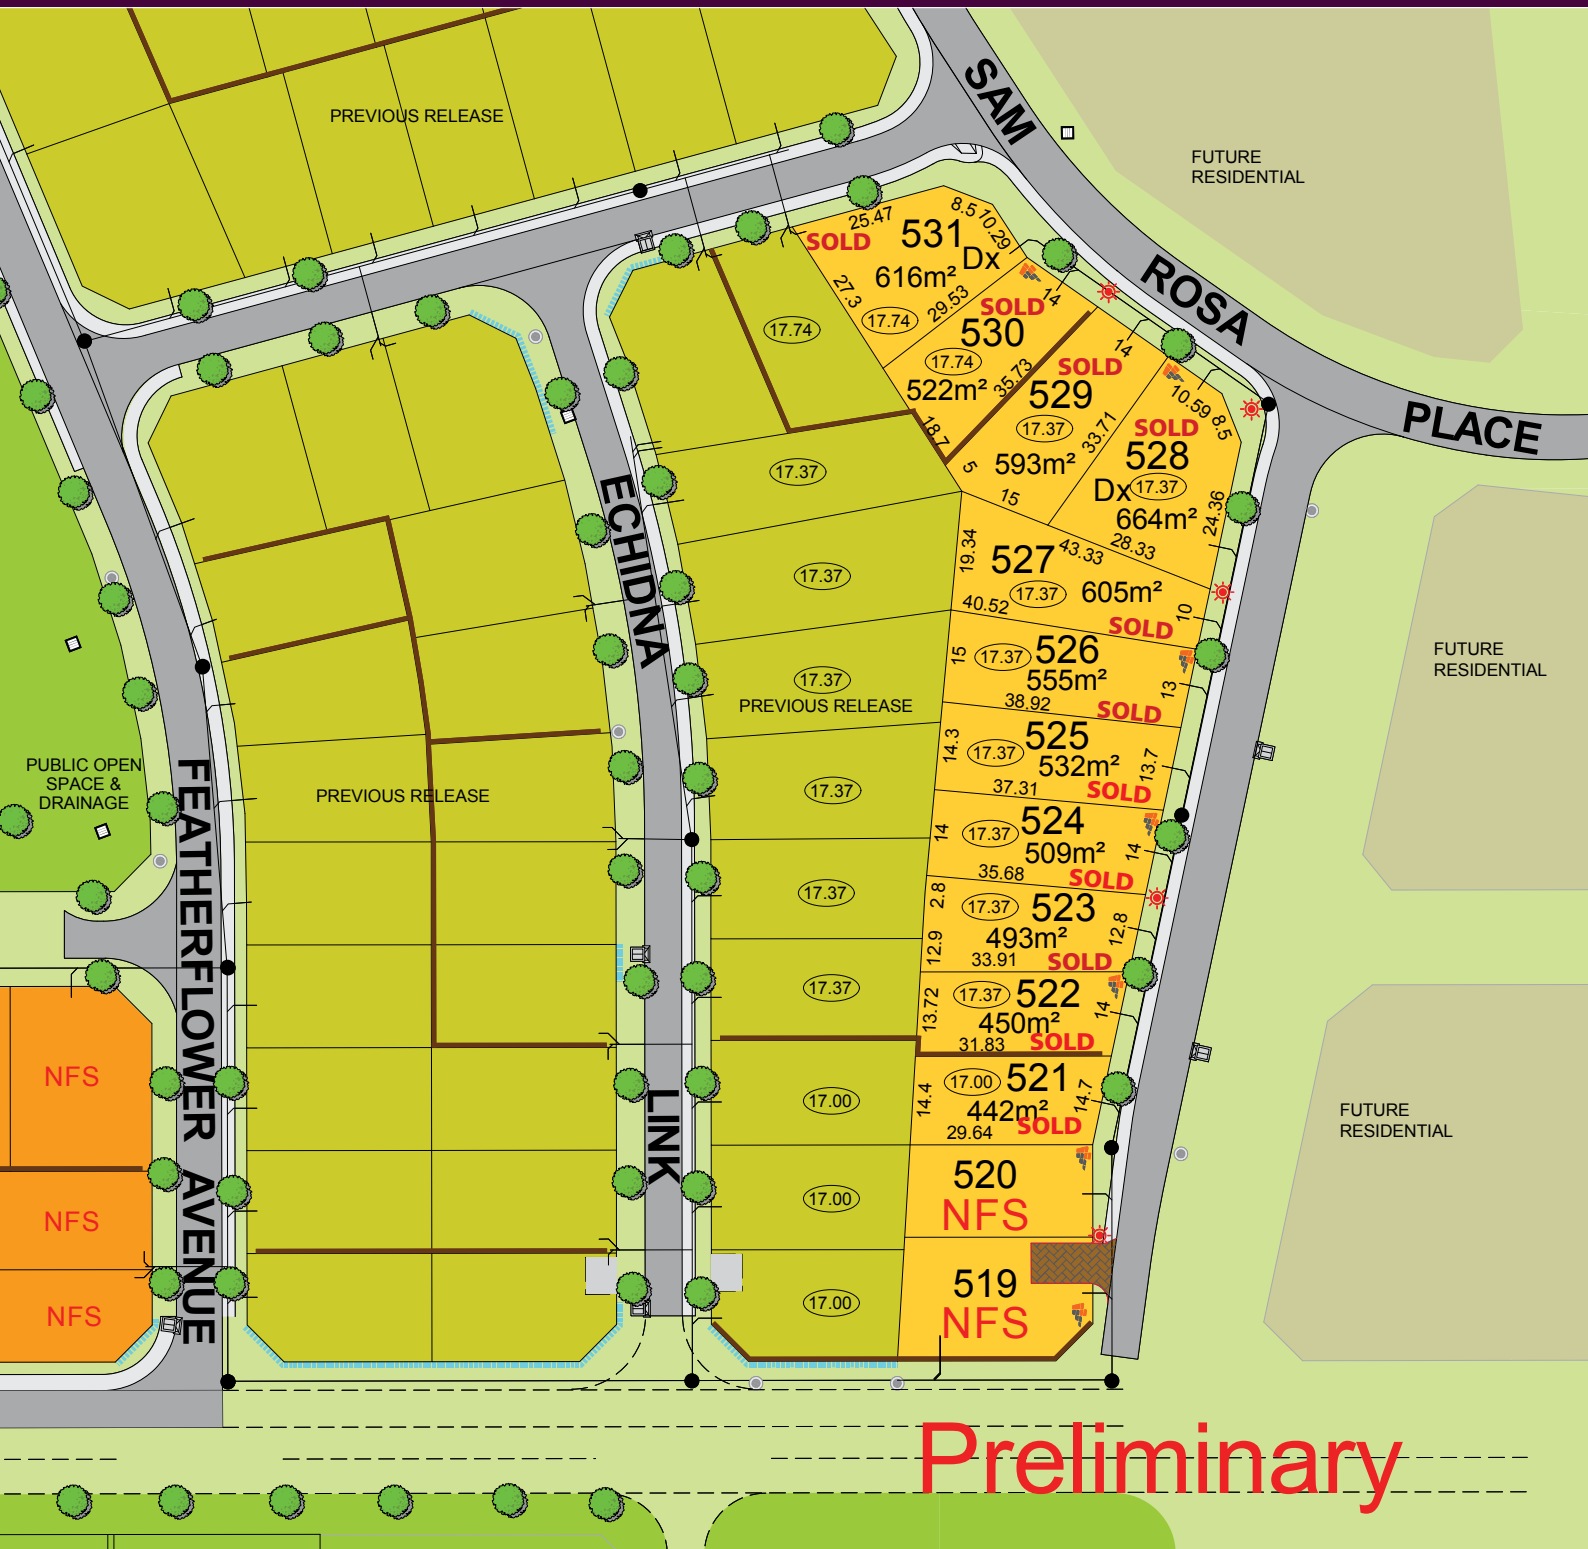 PREVIOUS RELEASE
SAM
ROSA
PLACE
FUTURE
RESIDENTIAL
25.47
8.5
10.29
SOLD
531
Dx
616m²
27.3
17.74
29.53
14
SOLD
530
17.74
522m²
35.73
18.7
17.74
14
SOLD
529
17.37
33.71
593m²
5
15
10.59
8.5
SOLD
528
Dx
17.37
664m²
24.36
28.33
17.37
19.34
527
43.33
17.37
605m²
40.52
SOLD
10
17.37
15
17.37
526
555m²
38.92
SOLD
13
17.37
PREVIOUS RELEASE
14.3
17.37
525
532m²
37.31
SOLD
13.7
17.37
14
17.37
524
509m²
35.68
SOLD
14
17.37
2.8
12.9
17.37
523
493m²
33.91
SOLD
12.8
17.37
13.72
17.37
522
450m²
31.83
SOLD
14
17.00
14.4
17.00
521
442m²
29.64
SOLD
14.7
17.00
520
NFS
17.00
519
NFS
ECHIDNA
LINK
PREVIOUS RELEASE
PUBLIC OPEN
SPACE &
DRAINAGE
FEATHERFLOWER AVENUE
NFS
NFS
NFS
FUTURE
RESIDENTIAL
FUTURE
RESIDENTIAL
Preliminary